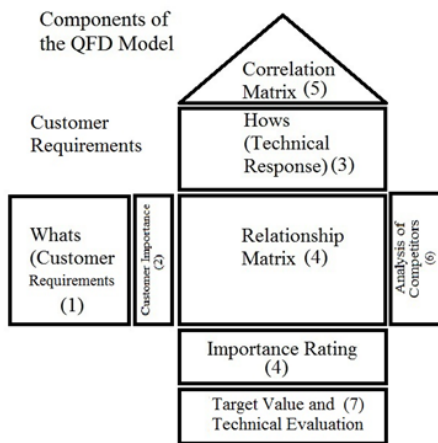 Components of
the QFD Model
Correlation
Matrix (5)
Customer
Requirements
Hows
(Technical
Response) (3)
Whats
(Customer
Requirements
(1)
Customer Importance
(2)
Relationship
Matrix (4)
Analysis of
Competitors
(6)
Importance Rating
(4)
Target Value and (7)
Technical Evaluation